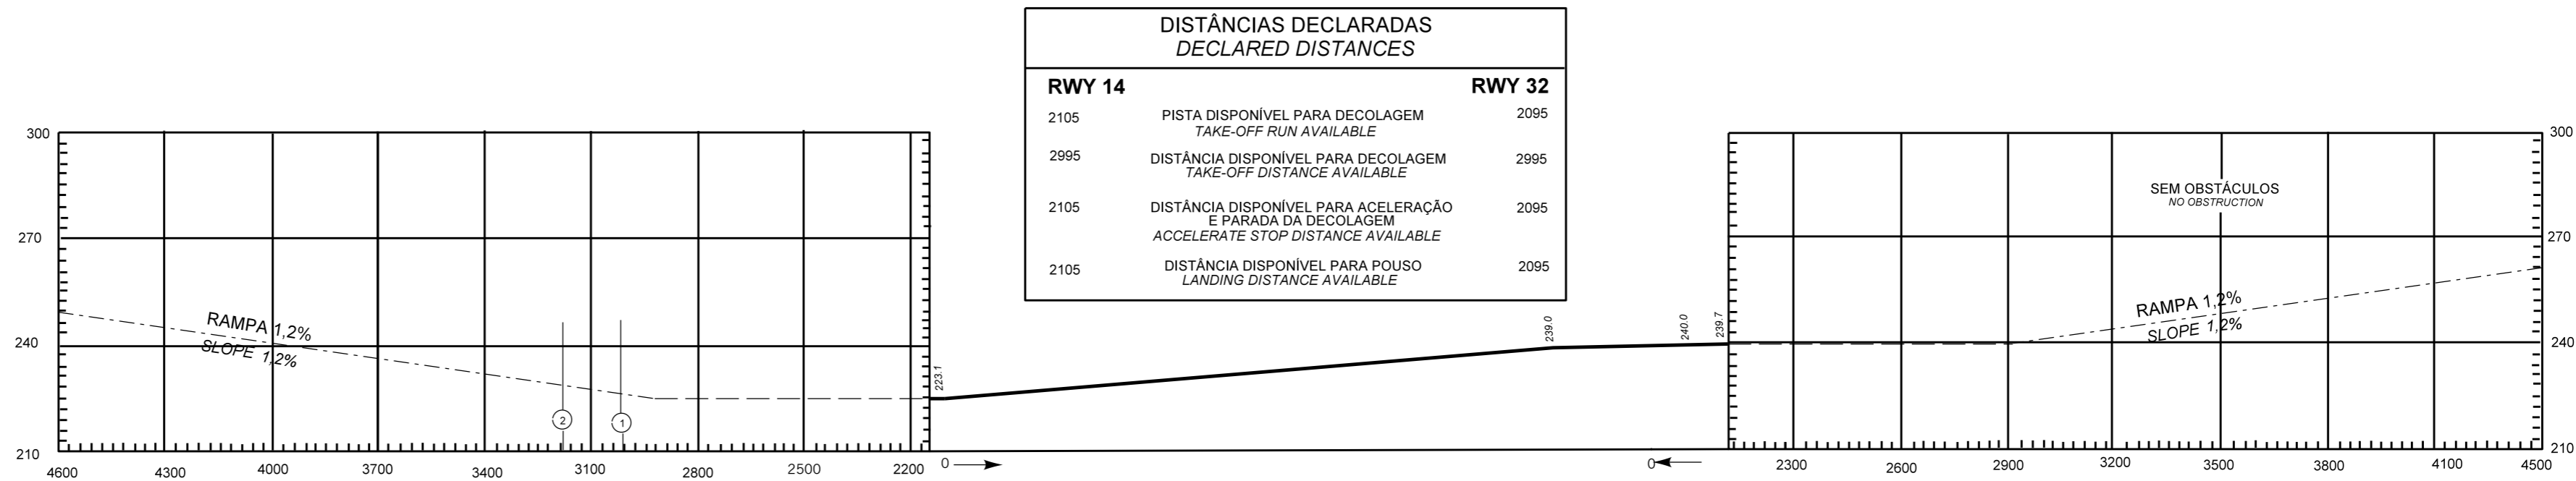 DISTÂNCIAS DECLARADAS
DECLARED DISTANCES
RWY 14 RWY 32
2105 PISTA DISPONÍVEL PARA DECOLAGEM 2095
TAKE-OFF RUN AVAILABLE
2995 DISTÂNCIA DISPONÍVEL PARA DECOLAGEM 2995
TAKE-OFF DISTANCE AVAILABLE
2105 DISTÂNCIA DISPONÍVEL PARA ACELERAÇÃO 2095
E PARADA DA DECOLAGEM
ACCELERATE STOP DISTANCE AVAILABLE
2105 DISTÂNCIA DISPONÍVEL PARA POUSO 2095
LANDING DISTANCE AVAILABLE
300
270
240
210
RAMPA 1,2%
SLOPE 1,2%
2
1
4600 4300 4000 3700 3400 3100 2800 2500 2200 0
223.1
239.0
240.0
239.7
SEM OBSTÁCULOS
NO OBSTRUCTION
RAMPA 1,2%
SLOPE 1,2%
300
270
240
210
0 2300 2600 2900 3200 3500 3800 4100 4500